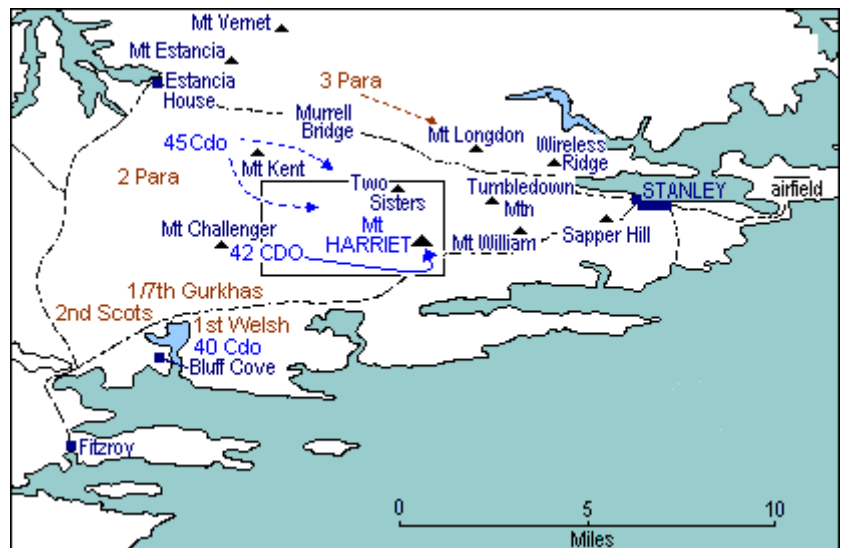 Mt Vernet
Mt Estancia
Estancia
House
3 Para
Murrell
Bridge
45 Cdo
Mt Longdon
Wireless
Ridge
Mt Kent
2 Para
Two
Sisters
Tumbledown
Mtn
STANLEY
airfield
Mt Challenger
Mt
HARRIET
42 CDO
Mt William
Sapper Hill
1/7th Gurkhas
2nd Scots
1st Welsh
40 Cdo
Bluff Cove
Fitzroy
0 5 10
Miles